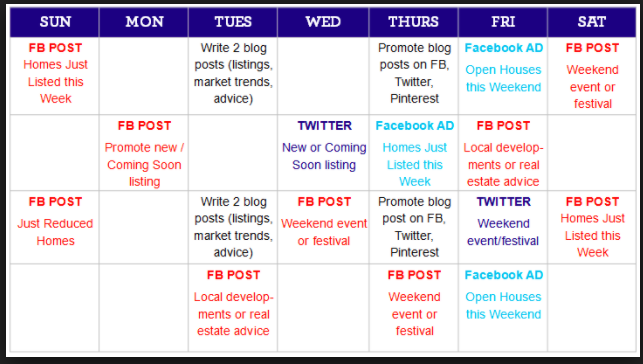 SUN MON TUES WED THURS FRI SAT
FB POST
Homes Just
Listed this
Week
Write 2 blog
posts (listings,
market trends,
advice)
Promote blog
posts on FB,
Twitter,
Pinterest
Facebook AD
Open Houses
this Weekend
FB POST
Weekend
event or
festival
FB POST
Promote new /
Coming Soon
listing
TWITTER
New or Coming
Soon listing
Facebook AD
Homes Just
Listed this
Week
FB POST
Local develop-
ments or real
estate advice
FB POST
Just Reduced
Homes
Write 2 blog
posts (listings,
market trends,
advice)
FB POST
Weekend event
or festival
Promote blog
post on FB,
Twitter,
Pinterest
TWITTER
Weekend
event/festival
FB POST
Homes Just
Listed this
Week
FB POST
Local develop-
ments or real
estate advice
FB POST
Weekend
event or
festival
Facebook AD
Open Houses
this Weekend